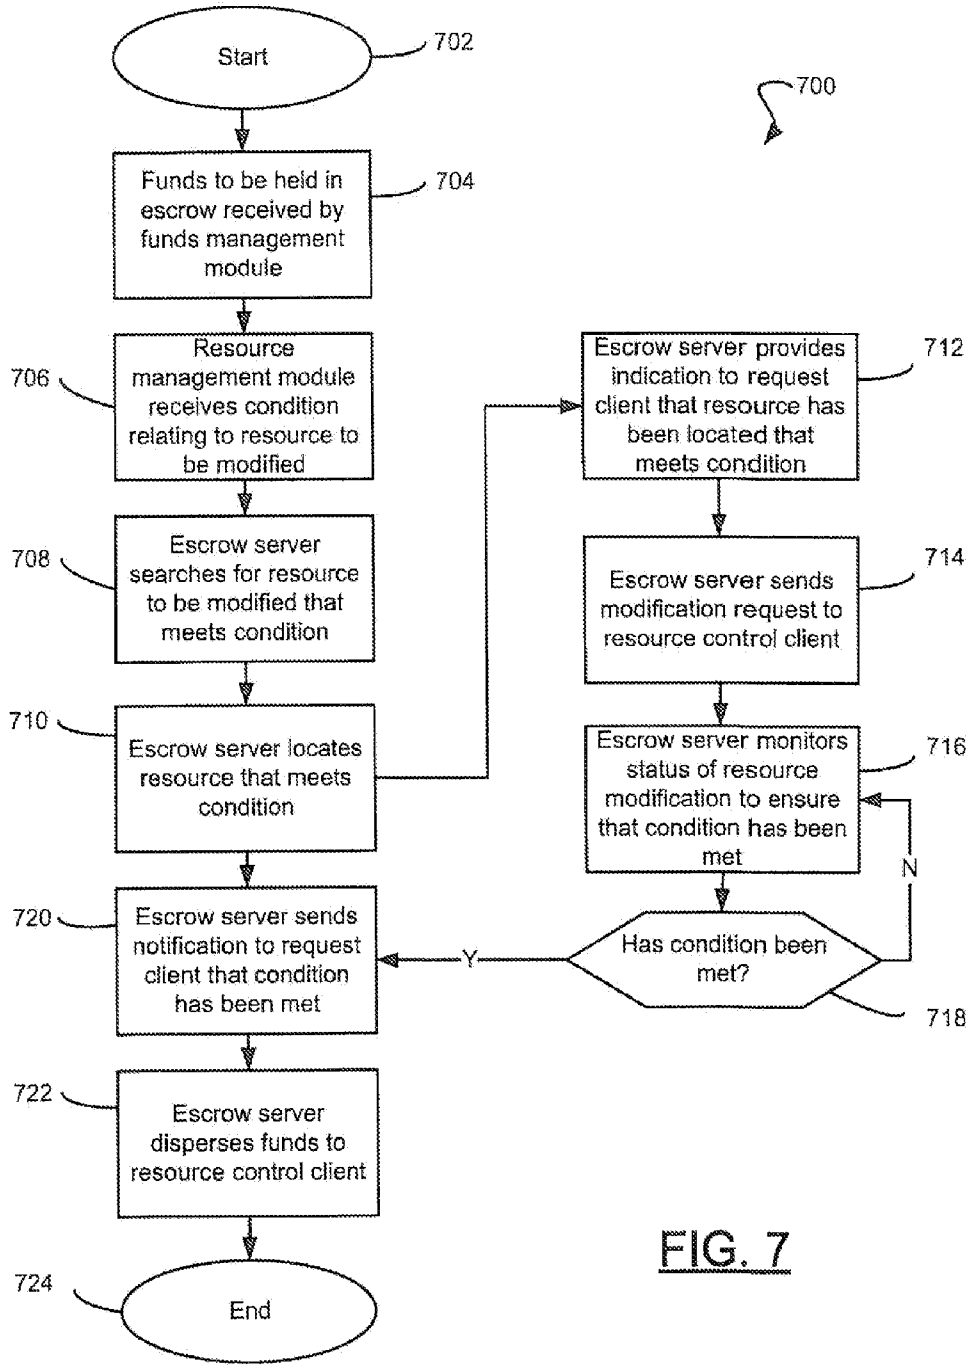 Start
702
700
Funds to be held in
escrow received by
funds management
module
704
706
Resource
management module
receives condition
relating to resource to
be modified
708
Escrow server
searches for resource
to be modified that
meets condition
710
Escrow server locates
resource that meets
condition
Escrow server provides
indication to request
client that resource has
been located that
meets condition
712
Escrow server sends
modification request to
resource control client
714
Escrow server monitors
status of resource
modification to ensure
that condition has been
met
716
N
Has condition been
met?
718
Y
720
Escrow server sends
notification to request
client that condition
has been met
722
Escrow server
disperses funds to
resource control client
724
End
FIG. 7